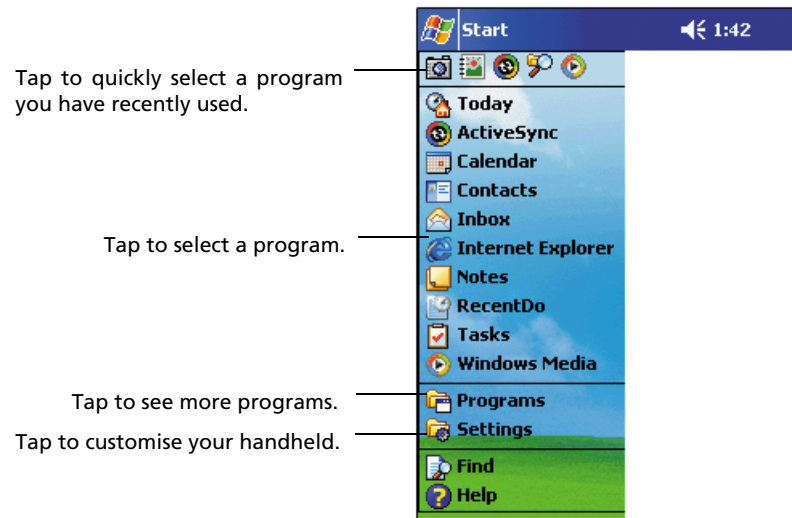 Start 1:42
Tap to quickly select a program
you have recently used.
Today
ActiveSync
Calendar
Contacts
Inbox
Tap to select a program.
Internet Explorer
Notes
RecentDo
Tasks
Windows Media
Tap to see more programs.
Programs
Tap to customise your handheld.
Settings
Find
Help